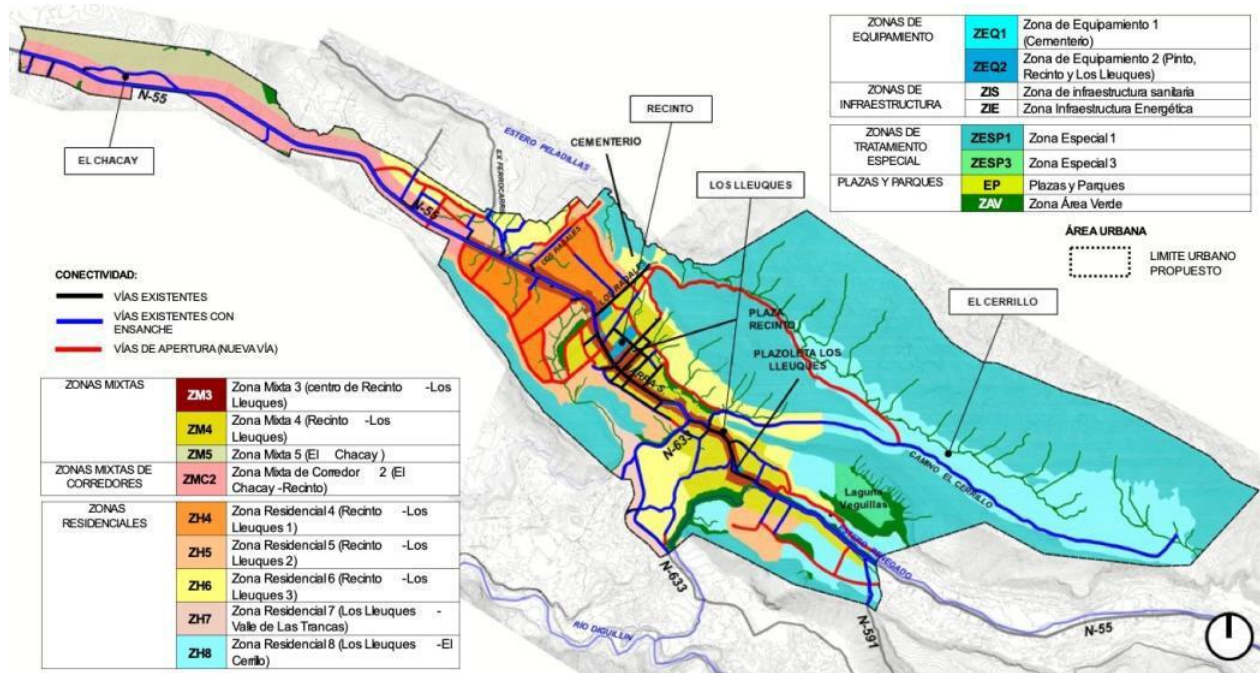 ZONAS DE
EQUIPAMIENTO
ZEQ1
Zona de Equipamiento 1
(Cementerio)
ZEQ2
Zona de Equipamiento 2 (Pinto,
Recinto y Los Lleuques)
ZONAS DE
INFRAESTRUCTURA
ZIS
Zona de infraestructura sanitaria
ZIE
Zona Infraestructura Energética
ZONAS DE
TRATAMIENTO
ESPECIAL
ZESP1
Zona Especial 1
ZESP3
Zona Especial 3
PLAZAS Y PARQUES
EP
Plazas y Parques
ZAV
Zona Área Verde
ÁREA URBANA
LIMITE URBANO
PROPUESTO
N-55
EL CHACAY
ESTERO PELADILLAS
EX FERROCARRIL
CEMENTERIO
RECINTO
LOS LLEUQUES
N-55
LOS RABALES
LOS RADALES
PLAZA
RECINTO
PLAZOLETA LOS
LLEUQUES
EL CERRILLO
CAMINO EL CERRILLO
N-633
Laguna
Veguillas
N-633
RÍO DIGUILLIN
N-591
N-55
CONECTIVIDAD:
VÍAS EXISTENTES
VÍAS EXISTENTES CON
ENSANCHE
VÍAS DE APERTURA (NUEVA VÍA)
ZONAS MIXTAS
ZM3
Zona Mixta 3 (centro de Recinto -Los
Lleuques)
ZM4
Zona Mixta 4 (Recinto -Los
Lleuques)
ZM5
Zona Mixta 5 (El Chacay )
ZONAS MIXTAS DE
CORREDORES
ZMC2
Zona Mixta de Corredor 2 (El
Chacay -Recinto)
ZONAS
RESIDENCIALES
ZH4
Zona Residencial 4 (Recinto -Los
Lleuques 1)
ZH5
Zona Residencial 5 (Recinto -Los
Lleuques 2)
ZH6
Zona Residencial 6 (Recinto -Los
Lleuques 3)
ZH7
Zona Residencial 7 (Los Lleuques -
Valle de Las Trancas)
ZH8
Zona Residencial 8 (Los Lleuques -El
Cerrillo)